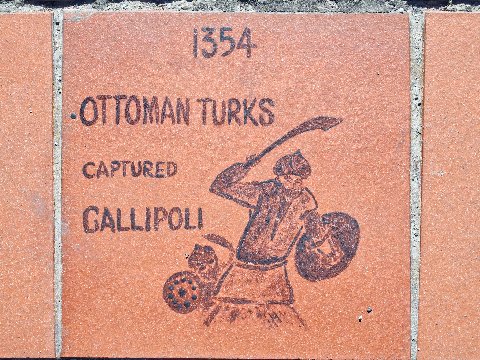 1354
OTTOMAN TURKS
CAPTURED
GALLIPOLI